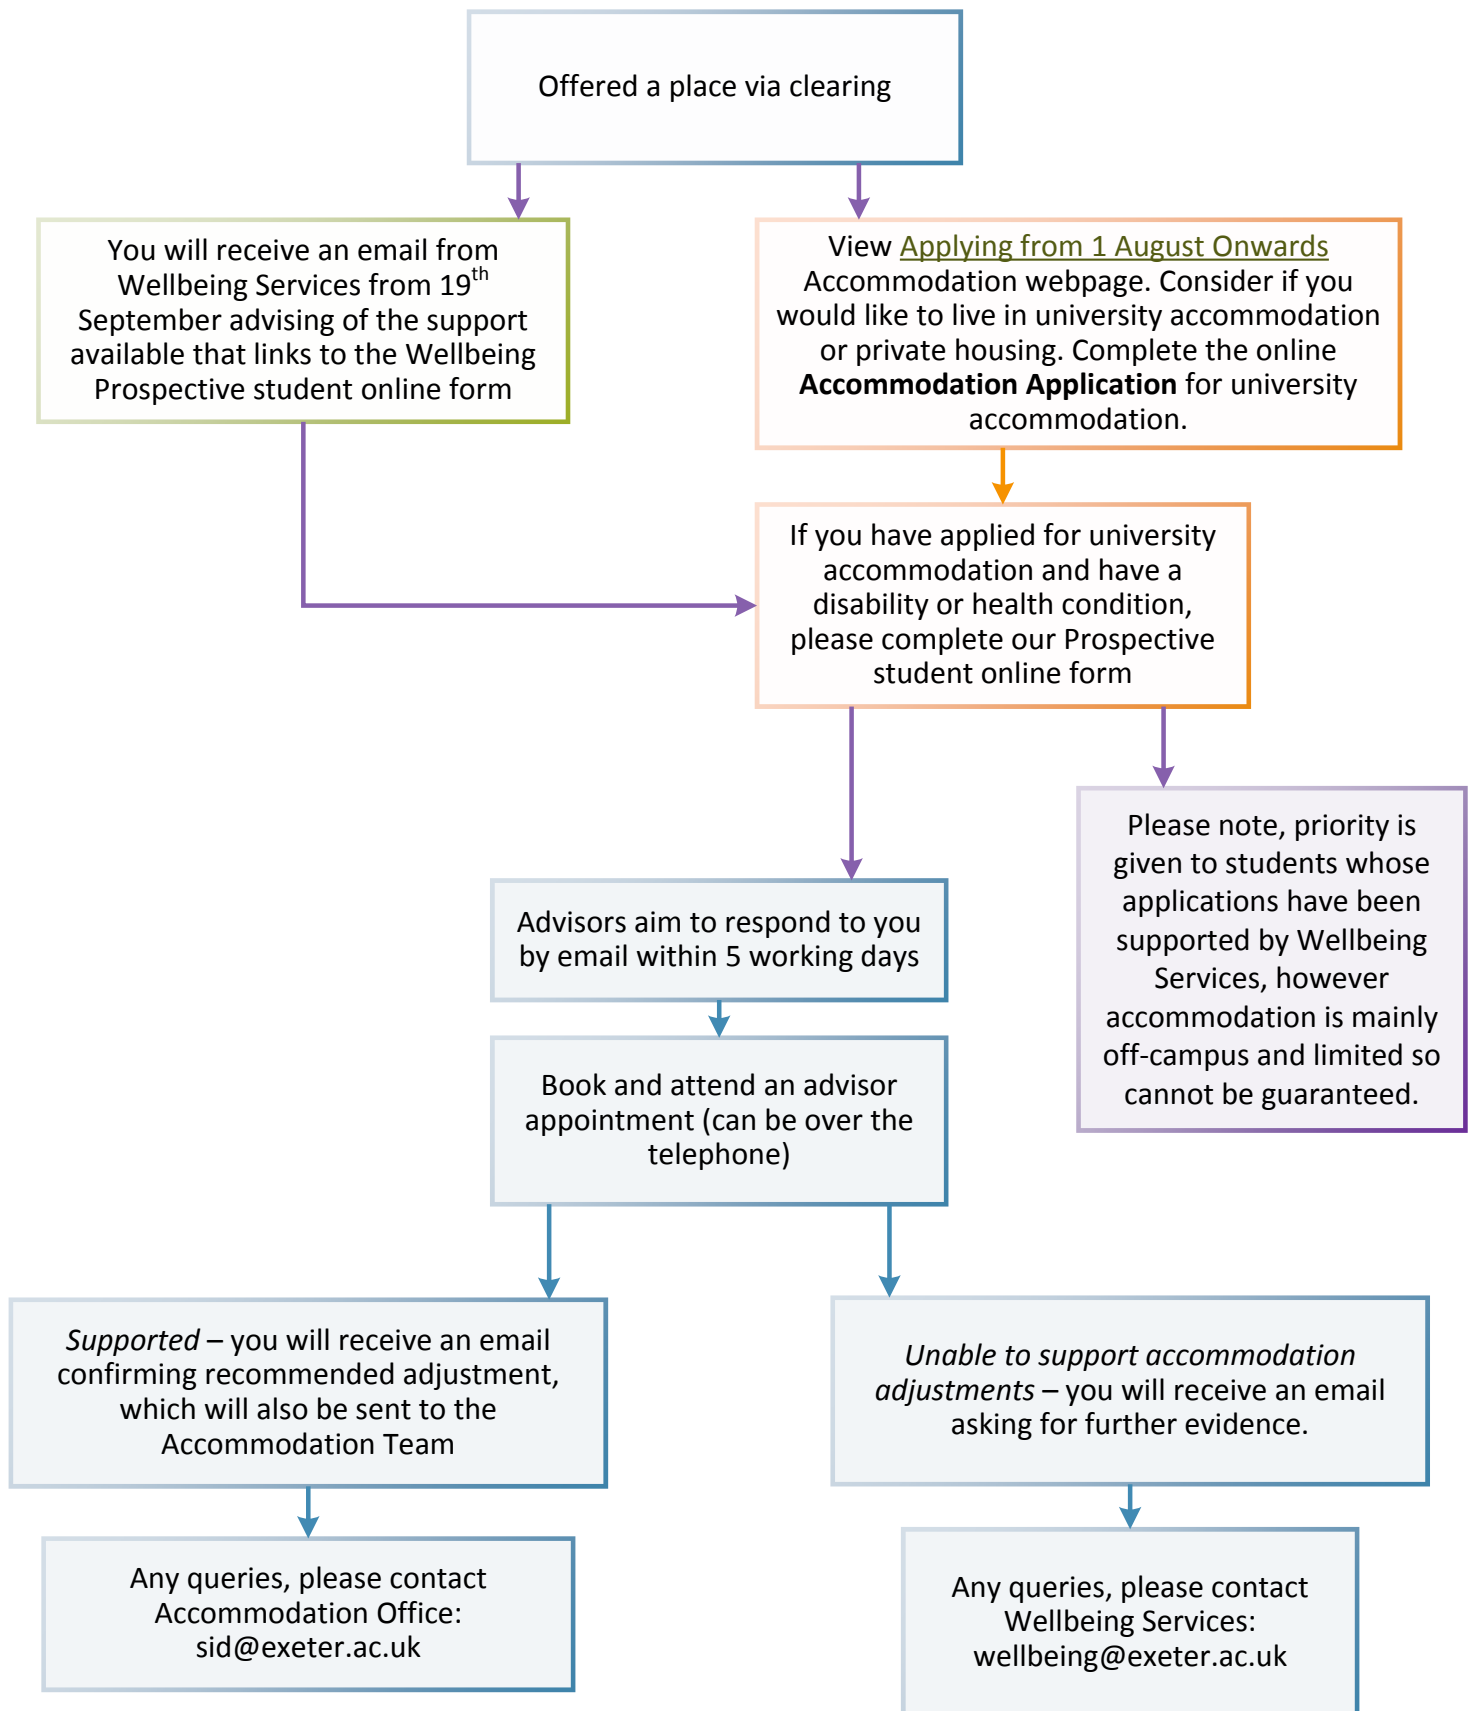 Offered a place via clearing
You will receive an email from
Wellbeing Services from 19th
September advising of the support
available that links to the Wellbeing
Prospective student online form
View Applying from 1 August Onwards
Accommodation webpage. Consider if you
would like to live in university accommodation
or private housing. Complete the online
Accommodation Application for university
accommodation.
If you have applied for university
accommodation and have a
disability or health condition,
please complete our Prospective
student online form
Please note, priority is
given to students whose
applications have been
supported by Wellbeing
Services, however
accommodation is mainly
off-campus and limited so
cannot be guaranteed.
Advisors aim to respond to you
by email within 5 working days
Book and attend an advisor
appointment (can be over the
telephone)
Supported – you will receive an email
confirming recommended adjustment,
which will also be sent to the
Accommodation Team
Unable to support accommodation
adjustments – you will receive an email
asking for further evidence.
Any queries, please contact
Accommodation Office:
sid@exeter.ac.uk
Any queries, please contact
Wellbeing Services:
wellbeing@exeter.ac.uk